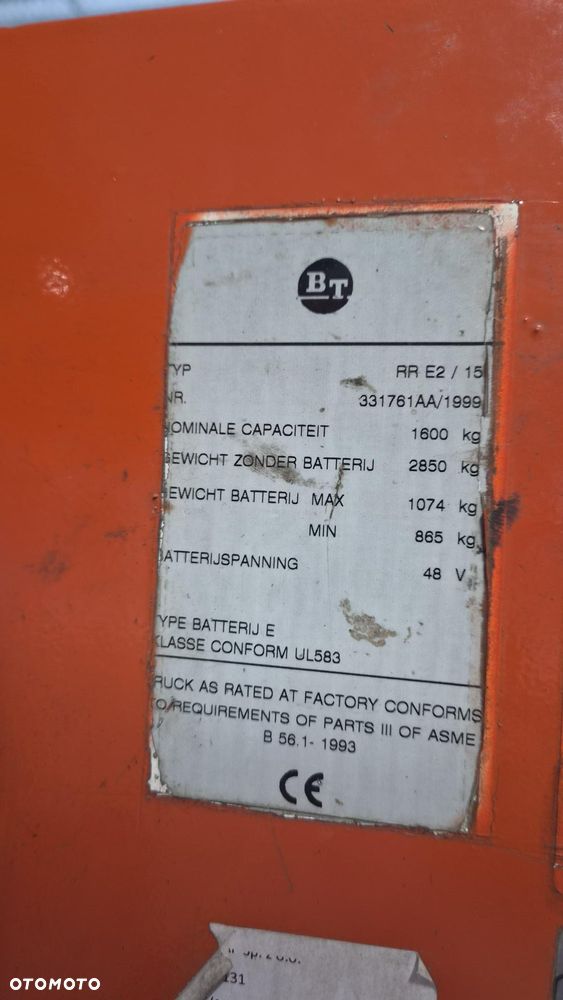 BT
TYP RR E2 / 15
NR. 331761AA/1999
NOMINALE CAPACITEIT 1600 kg
GEWICHT ZONDER BATTERIJ 2850 kg
GEWICHT BATTERIJ MAX 1074 kg
MIN 865 kg
BATTERIJSPANNING 48 V
TYPE BATTERIJ E
KLASSE CONFORM UL583
TRUCK AS RATED AT FACTORY CONFORMS
TO REQUIREMENTS OF PARTS III OF ASME
B 56.1- 1993
CE
131
OTOMOTO